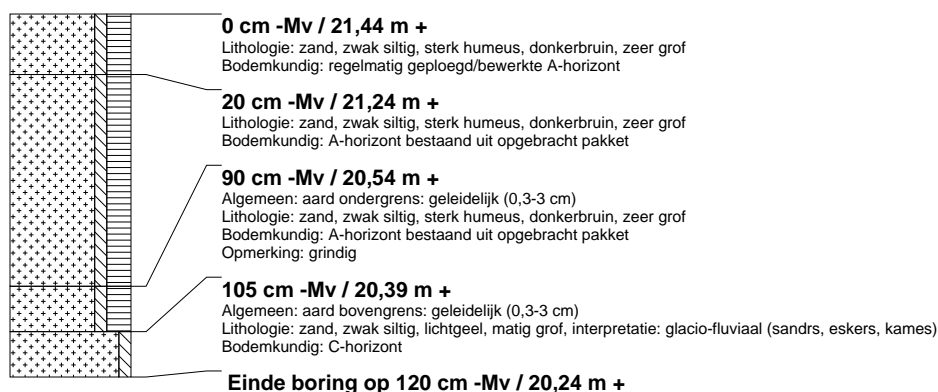 0 cm -Mv / 21,44 m +
Lithologie: zand, zwak siltig, sterk humeus, donkerbruin, zeer grof
Bodemkundig: regelmatig geploegd/bewerkte A-horizont
20 cm -Mv / 21,24 m +
Lithologie: zand, zwak siltig, sterk humeus, donkerbruin, zeer grof
Bodemkundig: A-horizont bestaand uit opgebracht pakket
90 cm -Mv / 20,54 m +
Algemeen: aard ondergrens: geleidelijk (0,3-3 cm)
Lithologie: zand, zwak siltig, sterk humeus, donkerbruin, zeer grof
Bodemkundig: A-horizont bestaand uit opgebracht pakket
Opmerking: grindig
105 cm -Mv / 20,39 m +
Algemeen: aard bovengrens: geleidelijk (0,3-3 cm)
Lithologie: zand, zwak siltig, lichtgeel, matig grof, interpretatie: glacio-fluviaal (sandrs, eskers, kames)
Bodemkundig: C-horizont
Einde boring op 120 cm -Mv / 20,24 m +